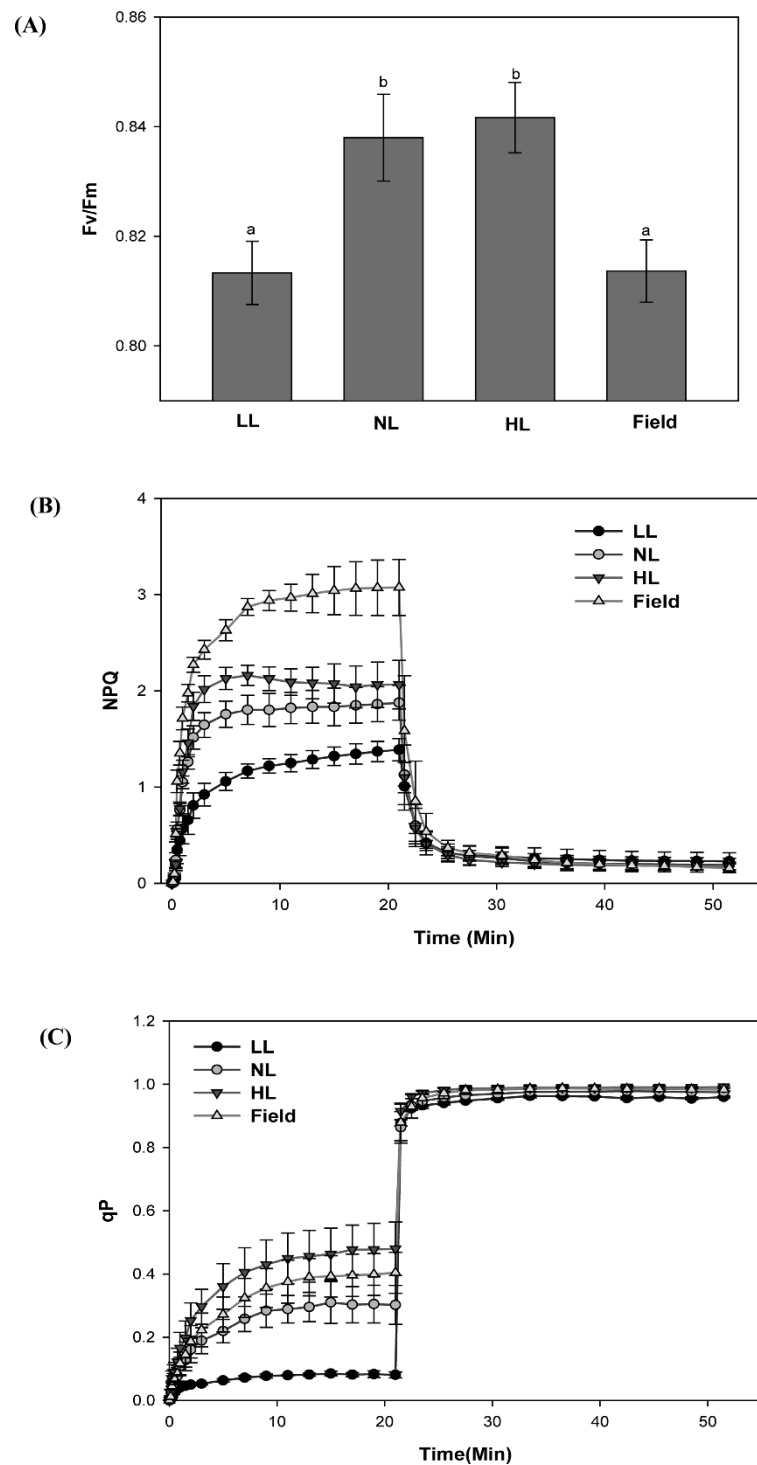 (A)
0.86
0.84
0.82
0.80
Fv/Fm
a
b
b
a
LL
NL
HL
Field
(B)
4
3
2
1
0
NPQ
LL
NL
HL
Field
0
10
20
30
40
50
Time (Min)
(C)
1.2
1.0
0.8
0.6
0.4
0.2
0.0
qP
LL
NL
HL
Field
0
10
20
30
40
50
Time(Min)